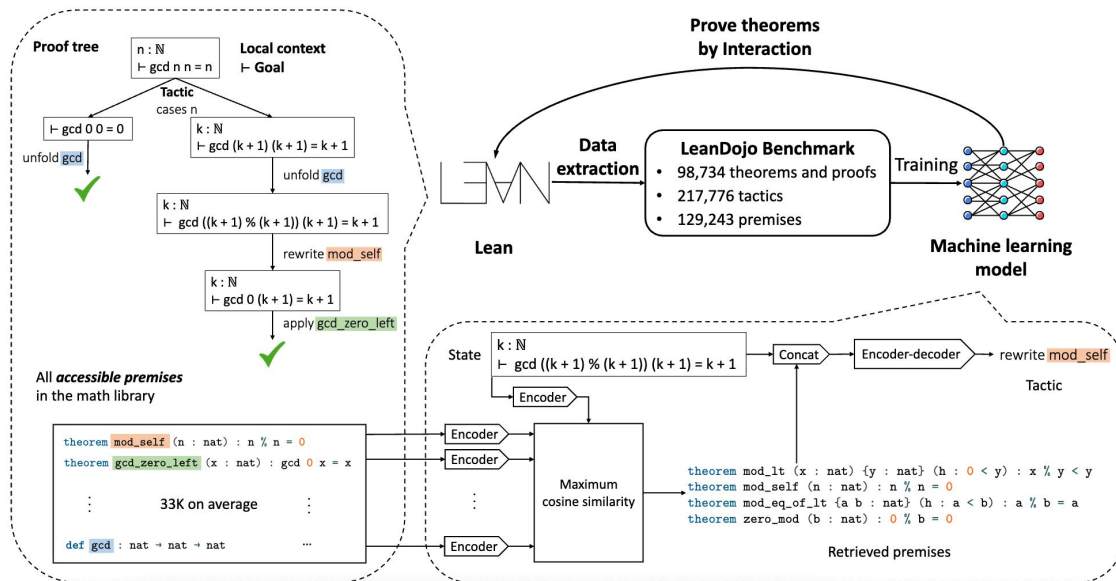 Proof tree
n : ℕ
⊢ gcd n n = n
Local context
⊢ Goal
Tactic
cases n
⊢ gcd 0 0 = 0
k : ℕ
⊢ gcd (k + 1) (k + 1) = k + 1
unfold gcd
unfold gcd
k : ℕ
⊢ gcd ((k + 1) % (k + 1)) (k + 1) = k + 1
rewrite mod_self
k : ℕ
⊢ gcd 0 (k + 1) = k + 1
apply gcd_zero_left
All accessible premises
in the math library
theorem mod_self (n : nat) : n % n = 0
theorem gcd_zero_left (x : nat) : gcd 0 x = x
⋮ 33K on average ⋮
def gcd : nat → nat → nat ...
Prove theorems
by Interaction
LEAN
Lean
Data
extraction
LeanDojo Benchmark
• 98,734 theorems and proofs
• 217,776 tactics
• 129,243 premises
Training
Machine learning
model
State
k : ℕ
⊢ gcd ((k + 1) % (k + 1)) (k + 1) = k + 1
Concat
Encoder-decoder
rewrite mod_self
Tactic
Encoder
Encoder
Encoder
⋮
Encoder
Maximum
cosine similarity
theorem mod_lt (x : nat) {y : nat} (h : 0 < y) : x % y < y
theorem mod_self (n : nat) : n % n = 0
theorem mod_eq_of_lt {a b : nat} (h : a < b) : a % b = a
theorem zero_mod (b : nat) : 0 % b = 0
Retrieved premises